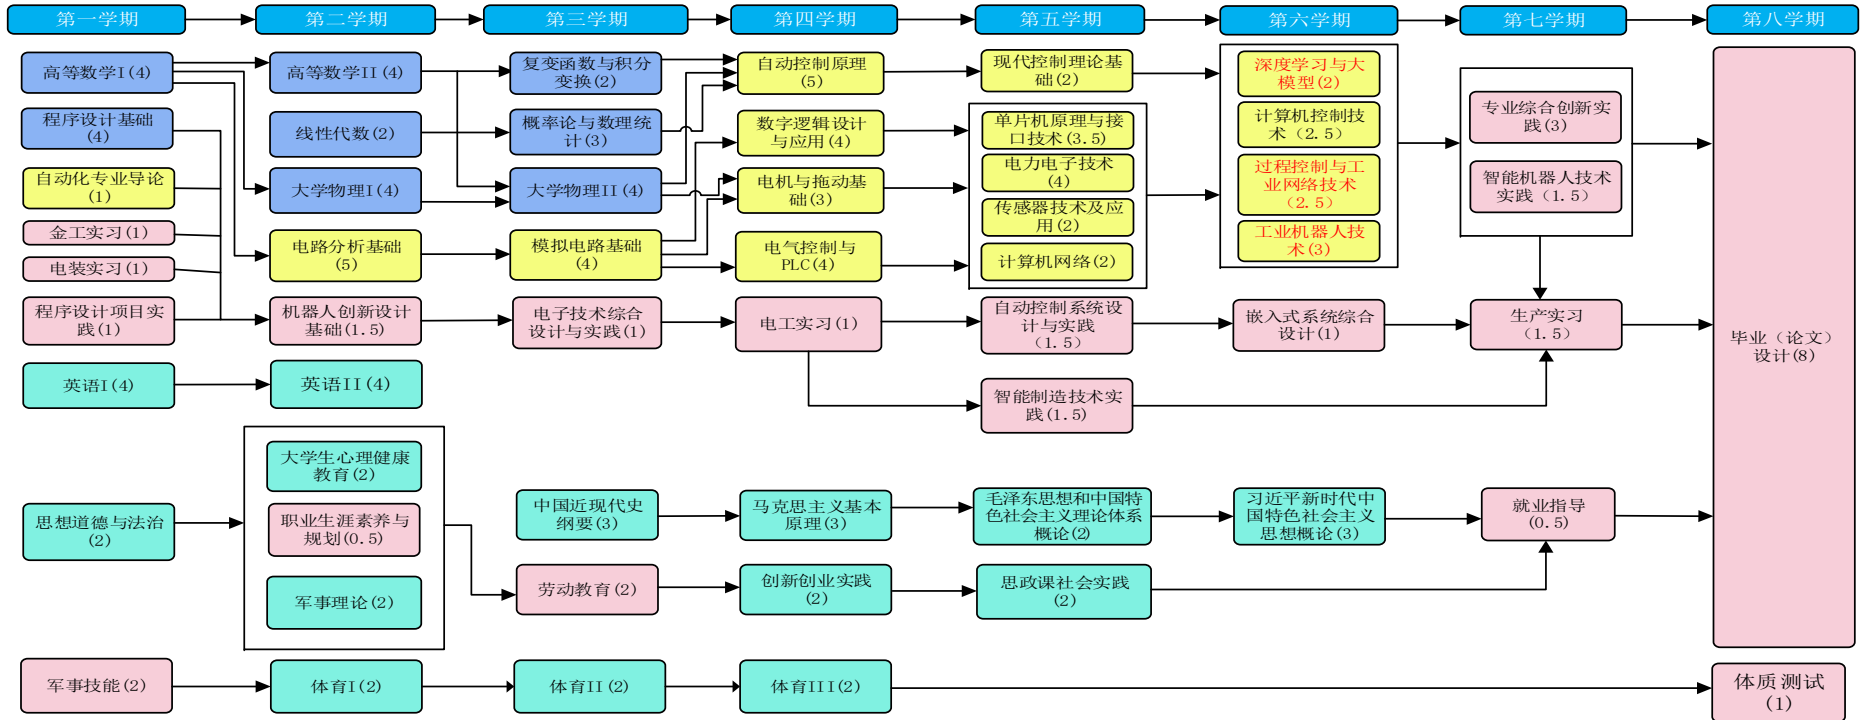 第一学期
第二学期
第三学期
第四学期
第五学期
第六学期
第七学期
第八学期
高等数学I(4)
程序设计基础
(4)
自动化专业导论
(1)
金工实习(1)
电装实习(1)
程序设计项目实
践(1)
英语I(4)
思想道德与法治
(2)
军事技能(2)
高等数学II(4)
线性代数(2)
大学物理I(4)
电路分析基础
(5)
机器人创新设计
基础(1.5)
英语II(4)
大学生心理健康
教育(2)
职业生涯素养与
规划(0.5)
军事理论(2)
体育I(2)
复变函数与积分
变换(2)
概率论与数理统
计(3)
大学物理II(4)
模拟电路基础
(4)
电子技术综合
设计与实践(1)
中国近现代史
纲要(3)
劳动教育(2)
体育II(2)
自动控制原理
(5)
数字逻辑设计
与应用(4)
电机与拖动基
础(3)
电气控制与
PLC(4)
电工实习(1)
马克思主义基本
原理(3)
创新创业实践
(2)
体育III(2)
现代控制理论基
础(2)
单片机原理与接
口技术(3.5)
电力电子技术
(4)
传感器技术及应
用(2)
计算机网络(2)
自动控制系统设
计与实践
（1.5）
智能制造技术实
践(1.5)
毛泽东思想和中国特
色社会主义理论体系
概论(2)
思政课社会实践
(2)
深度学习与大
模型(2)
计算机控制技
术（2.5）
过程控制与工
业网络技术
（2.5）
工业机器人技
术(3)
嵌入式系统综合
设计(1)
习近平新时代中
国特色社会主义
思想概论(3)
专业综合创新实
践(3)
智能机器人技术
实践（1.5）
生产实习
（1.5）
就业指导
(0.5)
毕业（论文）
设计(8)
体质测试
(1)